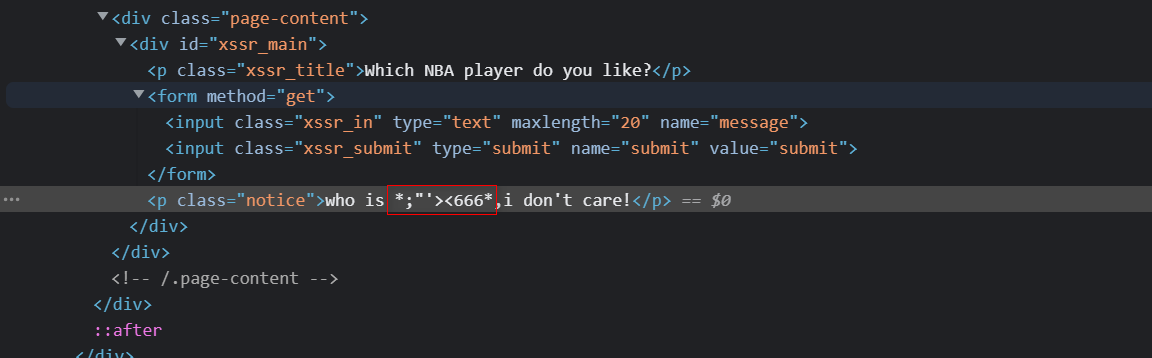 ▼<div class="page-content">
▼<div id="xssr_main">
<p class="xssr_title">Which NBA player do you like?</p>
▼<form method="get">
<input class="xssr_in" type="text" maxlength="20" name="message">
<input class="xssr_submit" type="submit" name="submit" value="submit">
</form>
<p class="notice">who is *;"'><666*,i don't care!</p> == $0
</div>
</div>
<!-- /.page-content -->
</div>
::after
</div>